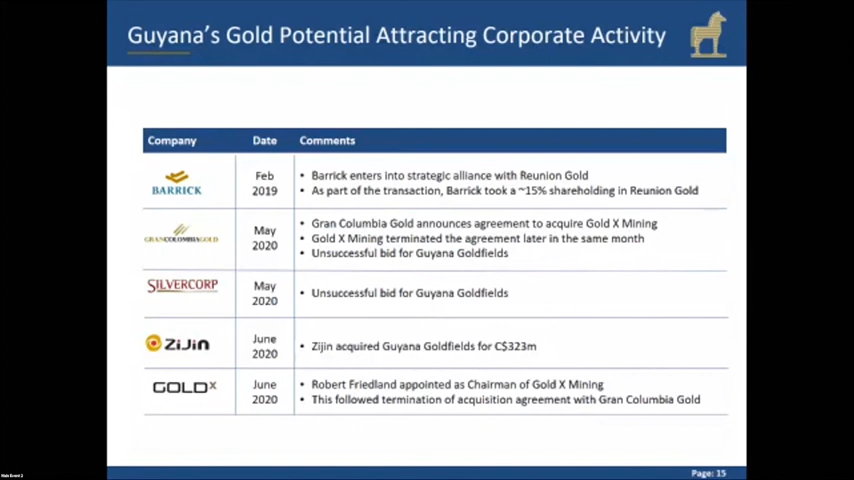 Guyana's Gold Potential Attracting Corporate Activity
Company Date Comments
BARRICK
Feb
2019
• Barrick enters into strategic alliance with Reunion Gold
• As part of the transaction, Barrick took a ~15% shareholding in Reunion Gold
GRANCOLOMBIAGOLD
May
2020
• Gran Columbia Gold announces agreement to acquire Gold X Mining
• Gold X Mining terminated the agreement later in the same month
• Unsuccessful bid for Guyana Goldfields
SILVERCORP
May
2020
• Unsuccessful bid for Guyana Goldfields
ZIJIN
June
2020
• Zijin acquired Guyana Goldfields for C$323m
GOLDX
June
2020
• Robert Friedland appointed as Chairman of Gold X Mining
• This followed termination of acquisition agreement with Gran Columbia Gold
Page: 15